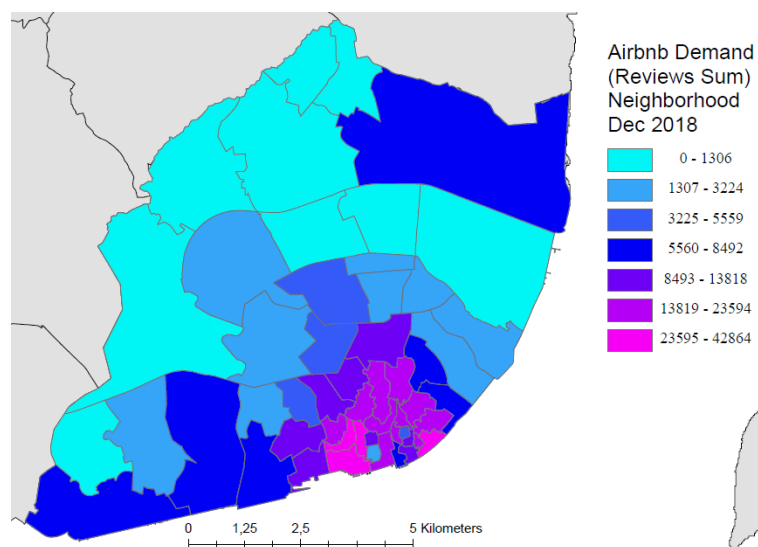 Airbnb Demand
(Reviews Sum)
Neighborhood
Dec 2018
0 - 1306
1307 - 3224
3225 - 5559
5560 - 8492
8493 - 13818
13819 - 23594
23595 - 42864
0 1,25 2,5 5 Kilometers